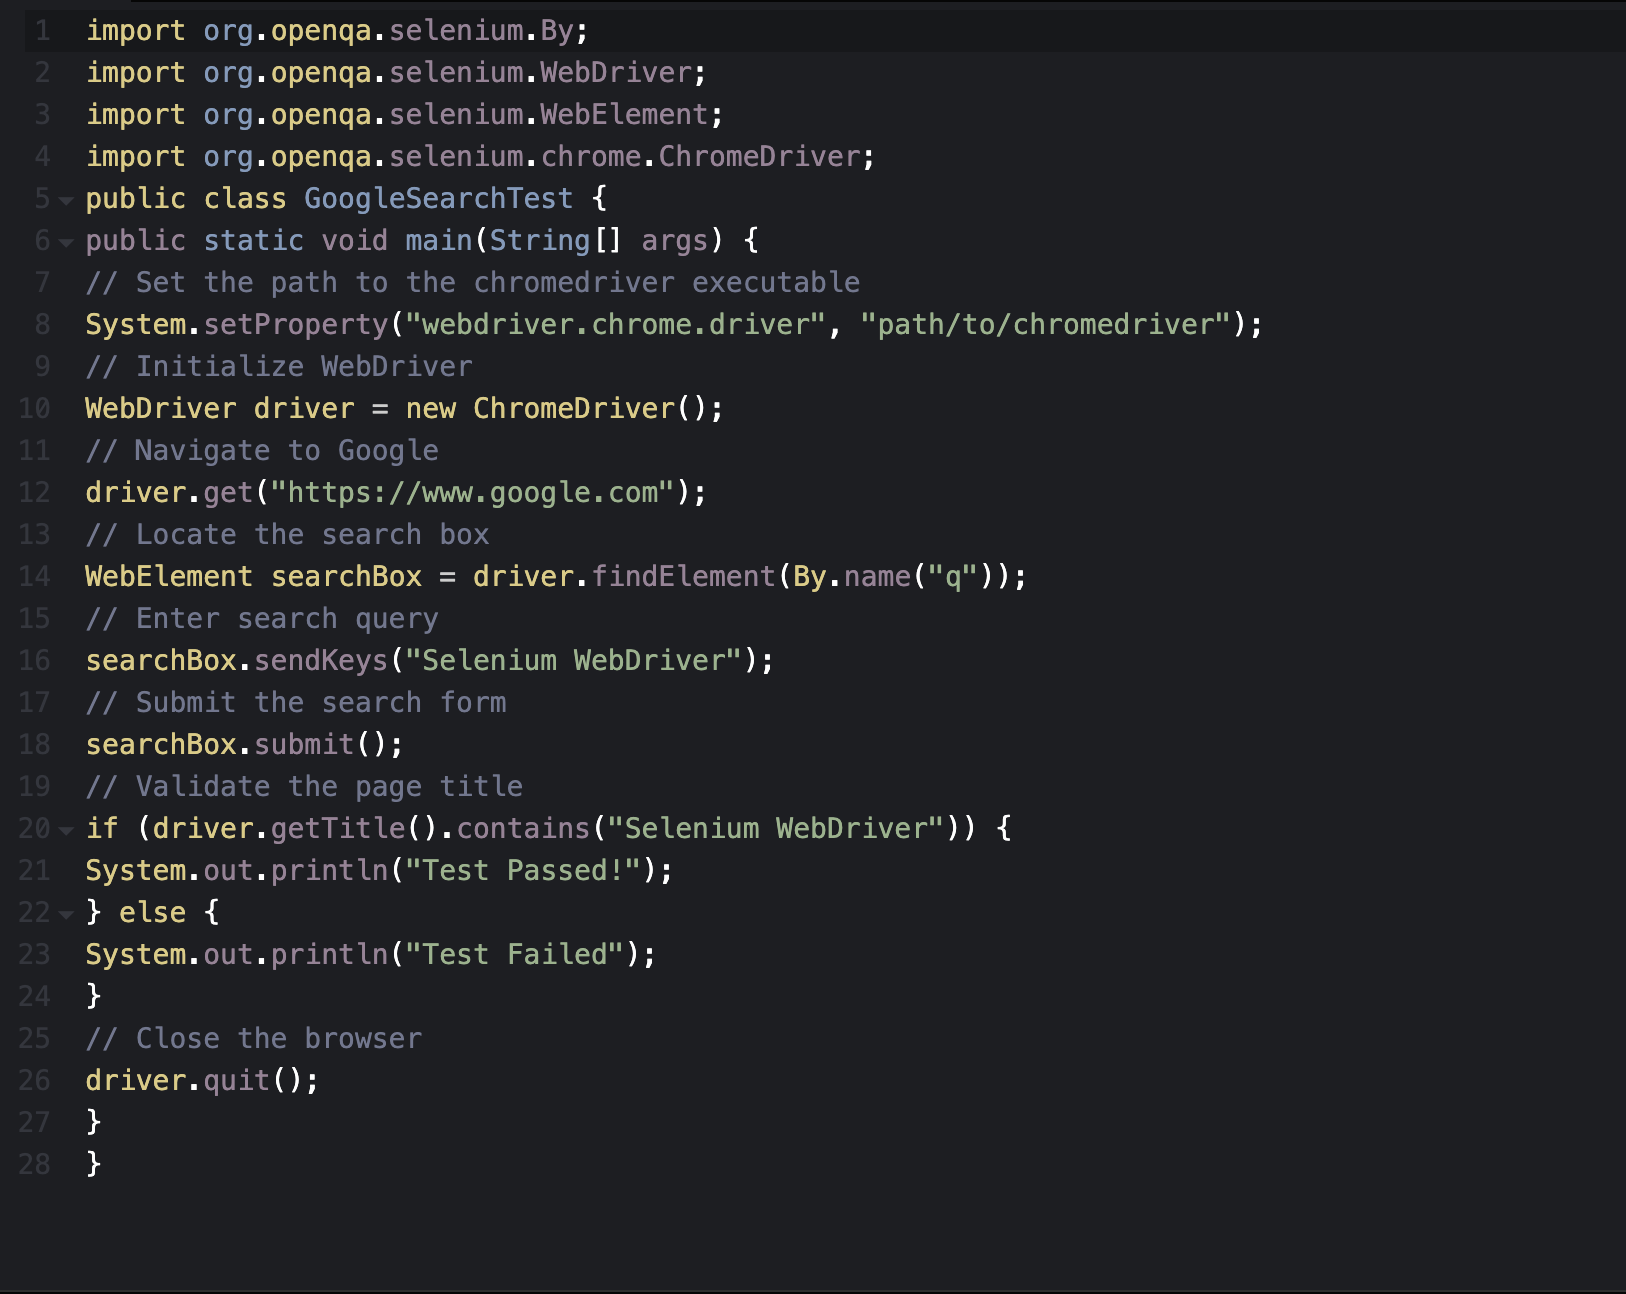 1 import org.openqa.selenium.By;
2 import org.openqa.selenium.WebDriver;
3 import org.openqa.selenium.WebElement;
4 import org.openqa.selenium.chrome.ChromeDriver;
5 public class GoogleSearchTest {
6 public static void main(String[] args) {
7 // Set the path to the chromedriver executable
8 System.setProperty("webdriver.chrome.driver", "path/to/chromedriver");
9 // Initialize WebDriver
10 WebDriver driver = new ChromeDriver();
11 // Navigate to Google
12 driver.get("https://www.google.com");
13 // Locate the search box
14 WebElement searchBox = driver.findElement(By.name("q"));
15 // Enter search query
16 searchBox.sendKeys("Selenium WebDriver");
17 // Submit the search form
18 searchBox.submit();
19 // Validate the page title
20 if (driver.getTitle().contains("Selenium WebDriver")) {
21 System.out.println("Test Passed!");
22 } else {
23 System.out.println("Test Failed");
24 }
25 // Close the browser
26 driver.quit();
27 }
28 }